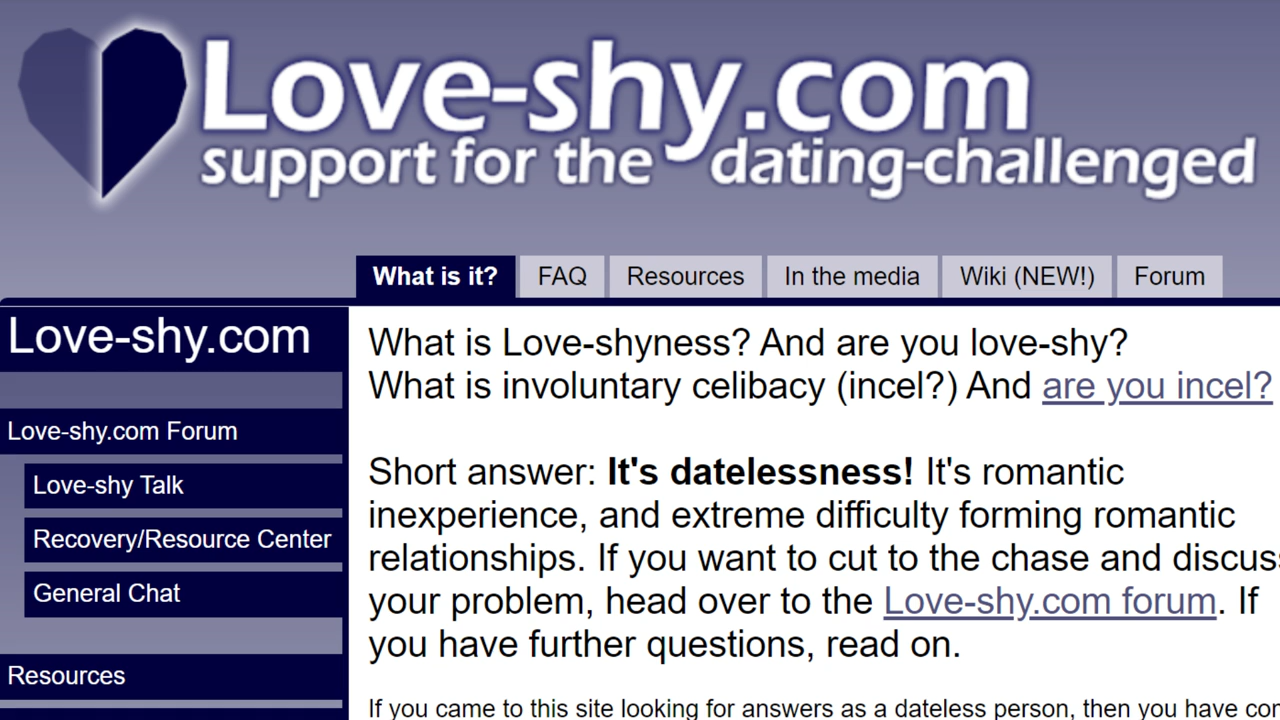 Love-shy.com
support for the dating-challenged
What is it?
FAQ
Resources
In the media
Wiki (NEW!)
Forum
Love-shy.com
Love-shy.com Forum
Love-shy Talk
Recovery/Resource Center
General Chat
Resources
What is Love-shyness? And are you love-shy?
What is involuntary celibacy (incel?) And are you incel?
Short answer: It's datelessness! It's romantic
inexperience, and extreme difficulty forming romantic
relationships. If you want to cut to the chase and discuss
your problem, head over to the Love-shy.com forum. If
you have further questions, read on.
If you came to this site looking for answers as a dateless person, then you have